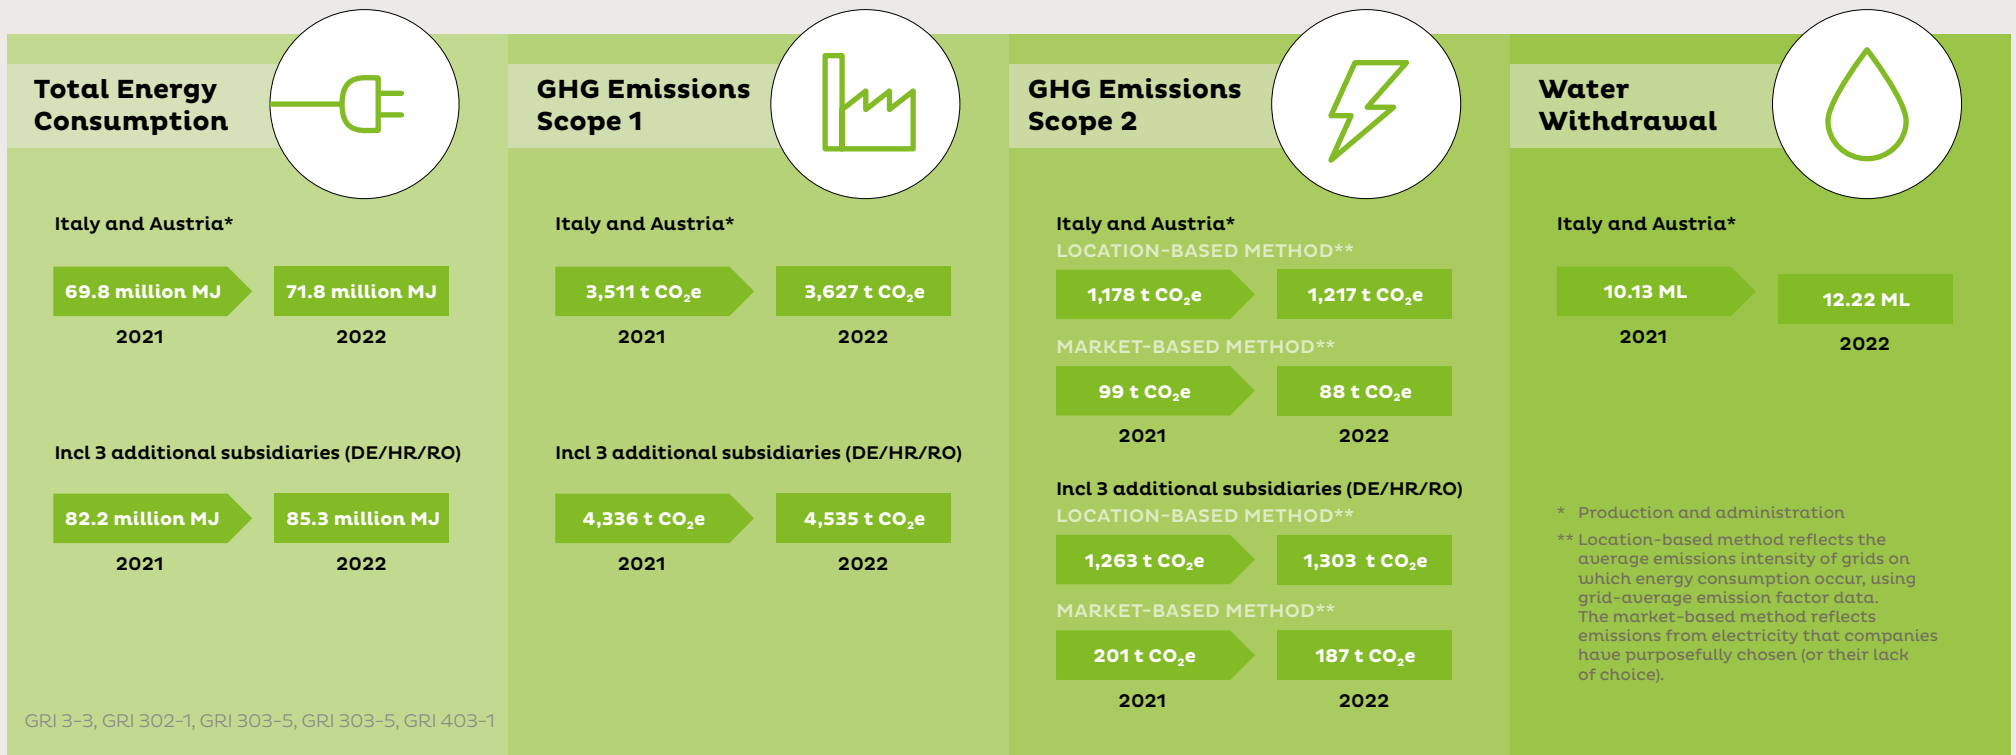 Total Energy
Consumption
Italy and Austria*
69.8 million MJ
71.8 million MJ
2021
2022
Incl 3 additional subsidiaries (DE/HR/RO)
82.2 million MJ
85.3 million MJ
2021
2022
GRI 3-3, GRI 302-1, GRI 303-5, GRI 303-5, GRI 403-1
GHG Emissions
Scope 1
Italy and Austria*
3,511 t CO₂e
3,627 t CO₂e
2021
2022
Incl 3 additional subsidiaries (DE/HR/RO)
4,336 t CO₂e
4,535 t CO₂e
2021
2022
GHG Emissions
Scope 2
Italy and Austria*
LOCATION-BASED METHOD**
1,178 t CO₂e
1,217 t CO₂e
MARKET-BASED METHOD**
99 t CO₂e
88 t CO₂e
2021
2022
Incl 3 additional subsidiaries (DE/HR/RO)
LOCATION-BASED METHOD**
1,263 t CO₂e
1,303 t CO₂e
MARKET-BASED METHOD**
201 t CO₂e
187 t CO₂e
2021
2022
Water
Withdrawal
Italy and Austria*
10.13 ML
12.22 ML
2021
2022
* Production and administration
** Location-based method reflects the
average emissions intensity of grids on
which energy consumption occur, using
grid-average emission factor data.
The market-based method reflects
emissions from electricity that companies
have purposefully chosen (or their lack
of choice).